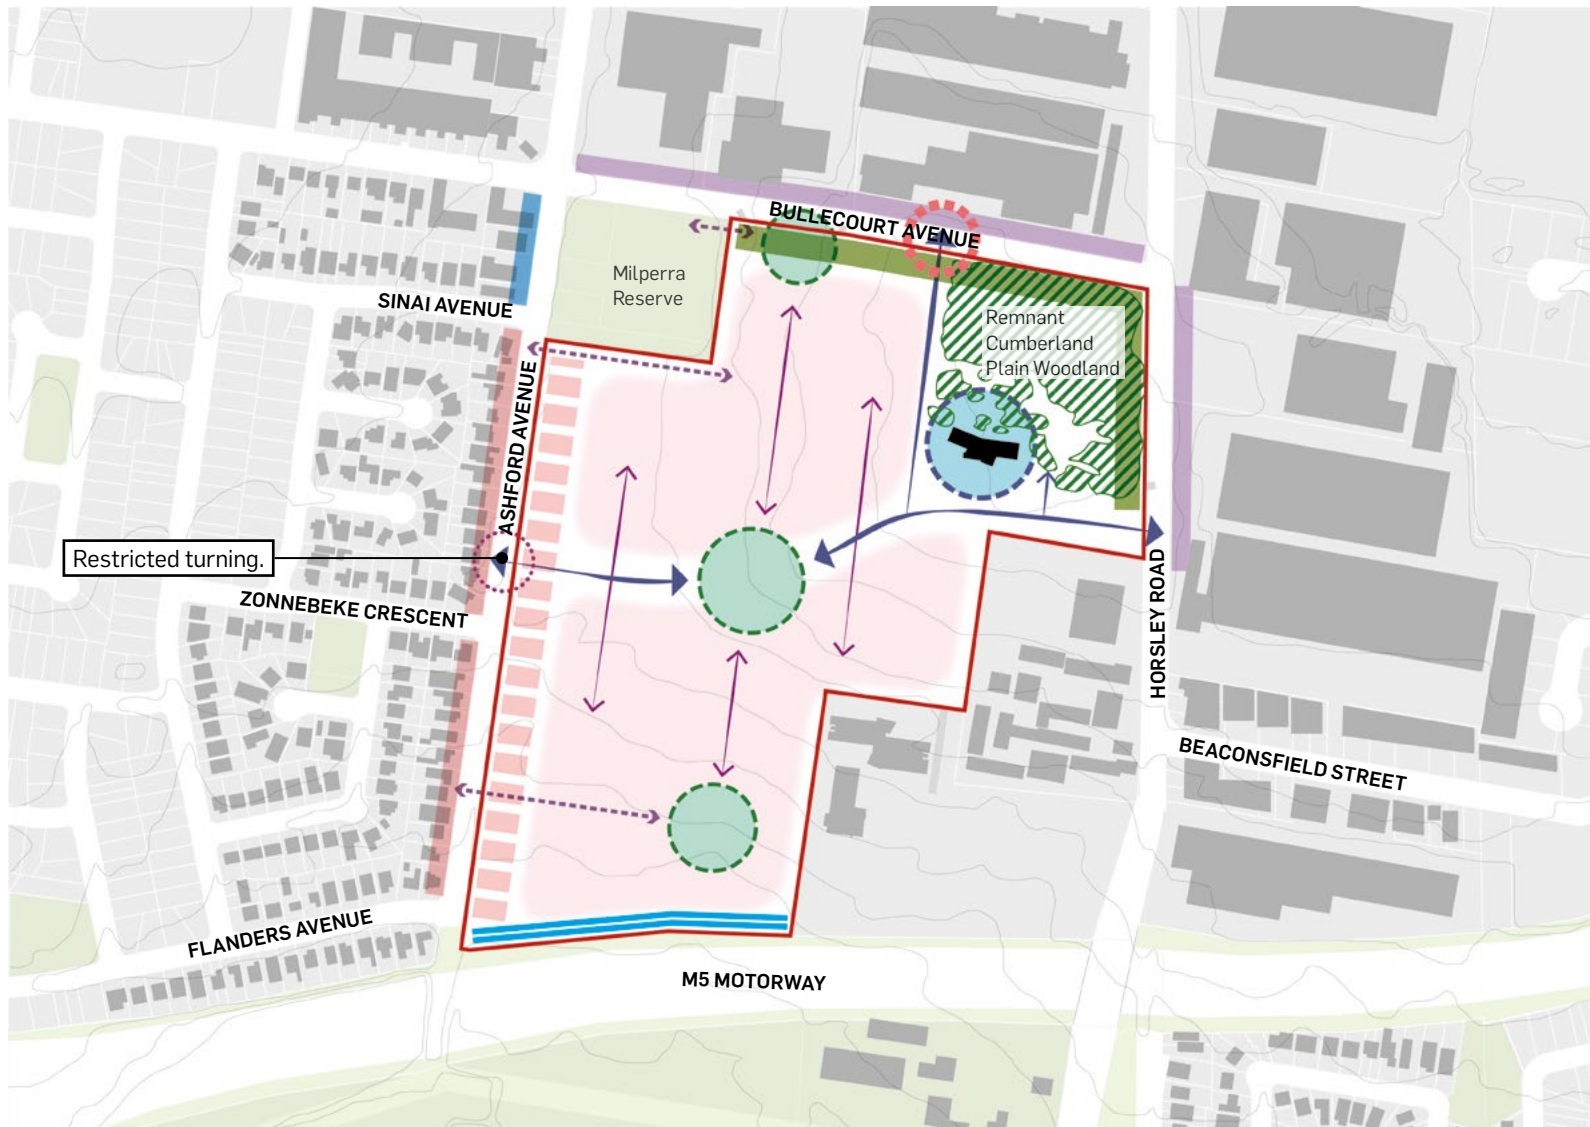 BULLECOURT AVENUE
Milperra
Reserve
SINAI AVENUE
Remnant
Cumberland
Plain Woodland
ASHFORD AVENUE
Restricted turning.
ZONNEBEKE CRESCENT
HORSLEY ROAD
BEACONSFIELD STREET
FLANDERS AVENUE
M5 MOTORWAY